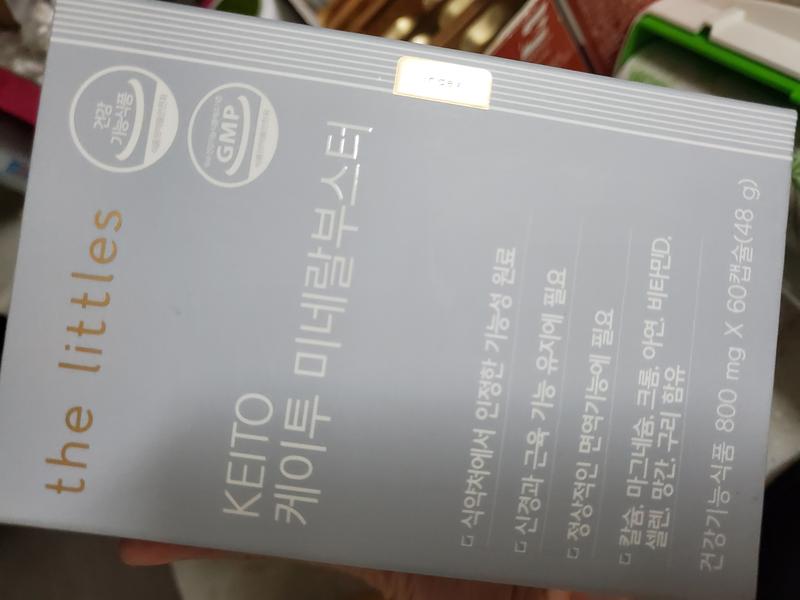 the littles
건강
기능식품
GMP
KEITO
케이투 미네랄부스터
식약처에서 인정한 기능성 원료
신경과 근육 기능 유지에 필요
정상적인 면역기능에 필요
칼슘, 마그네슘, 크롬, 아연, 비타민D,
셀렌, 망간, 구리 함유
건강기능식품 800 mg X 60캡슐(48 g)